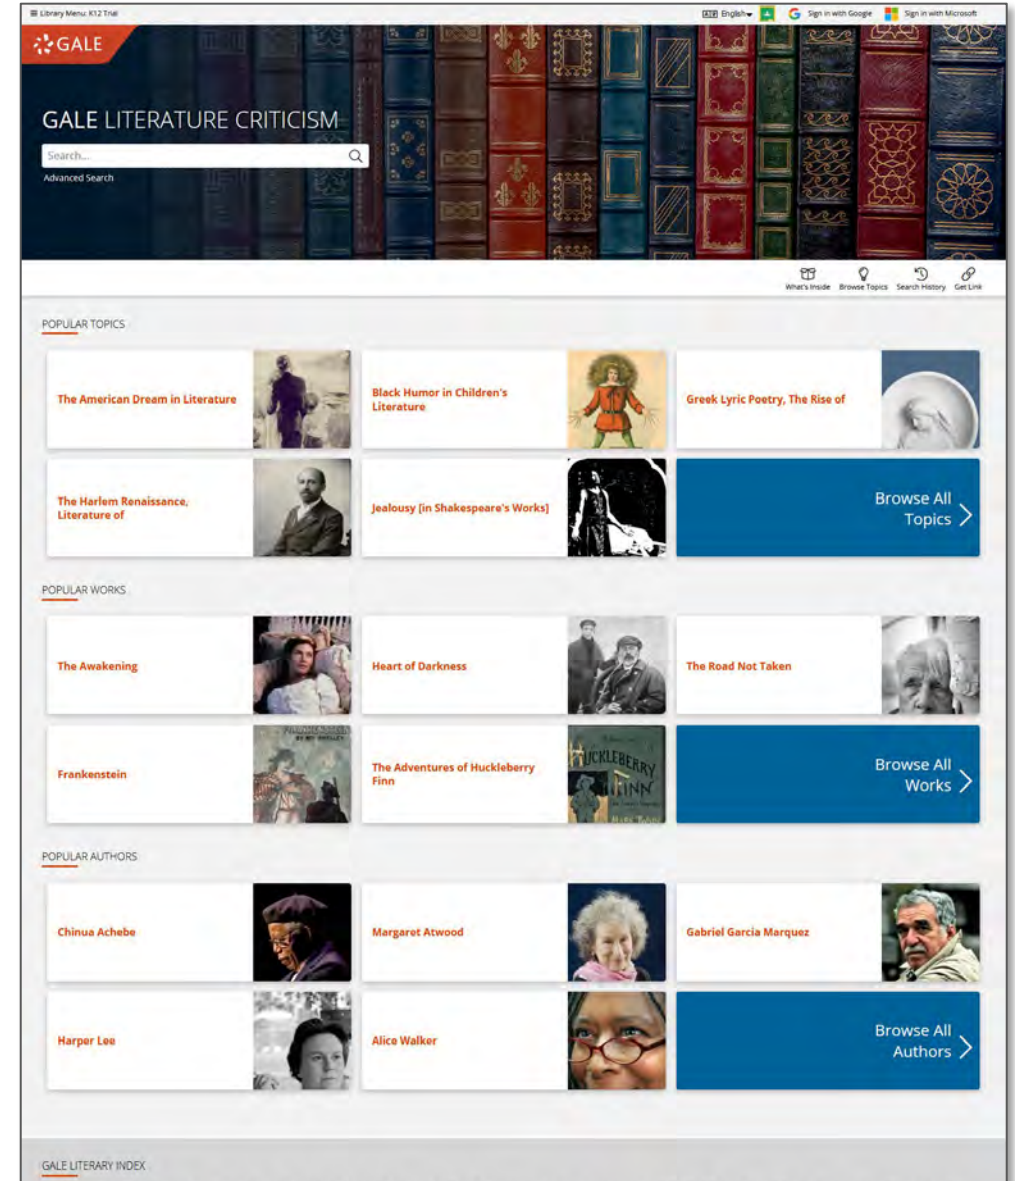 Library Menu: K12 Trial
English
Sign in with Google
Sign in with Microsoft
GALE
GALE LITERATURE CRITICISM
Search...
Advanced Search
What's Inside
Browse Topics
Search History
Get Link
POPULAR TOPICS
The American Dream in Literature
Black Humor in Children's
Literature
Greek Lyric Poetry, The Rise of
The Harlem Renaissance,
Literature of
Jealousy [in Shakespeare's Works]
Browse All
Topics
POPULAR WORKS
The Awakening
Heart of Darkness
The Road Not Taken
Frankenstein
FRANKENSTEIN
The Adventures of Huckleberry
Finn
HUCKLEBERRY
FINN
MARK TWAIN
Browse All
Works
POPULAR AUTHORS
Chinua Achebe
Margaret Atwood
Gabriel Garcia Marquez
Harper Lee
Alice Walker
Browse All
Authors
GALE LITERARY INDEX